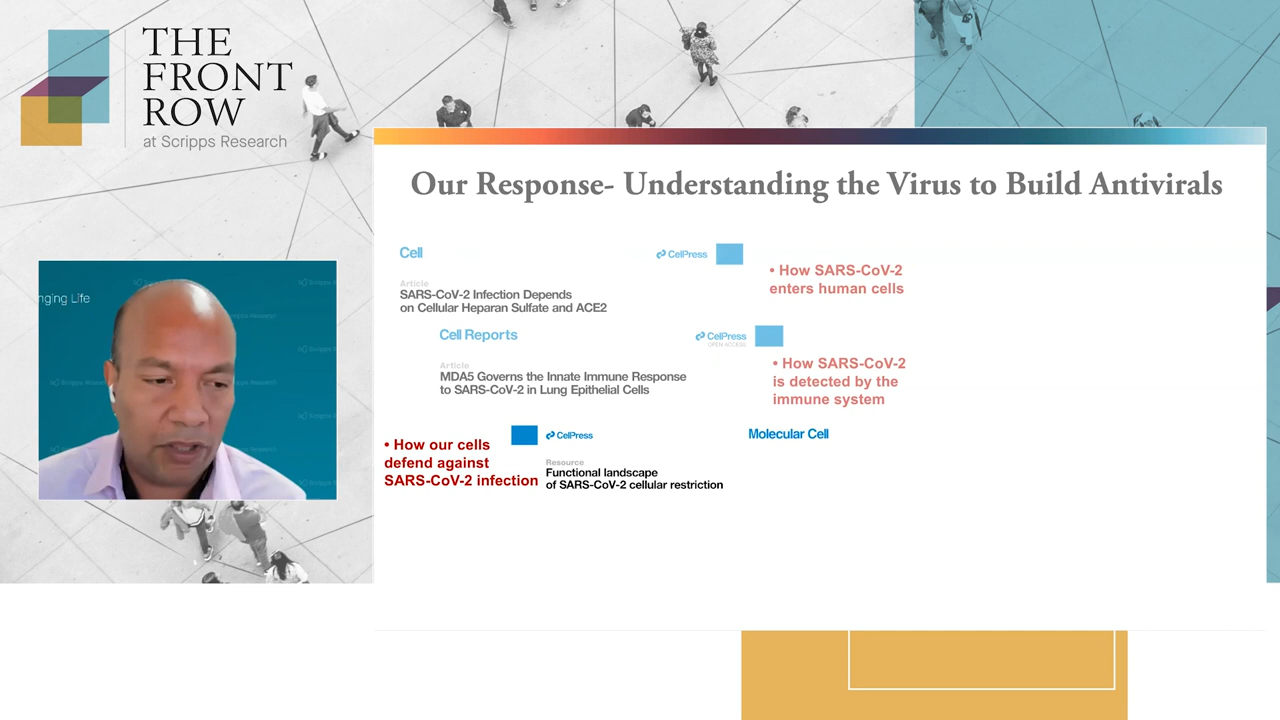 THE
FRONT
ROW
at Scripps Research
nging Life
Our Response- Understanding the Virus to Build Antivirals
Cell
CelPress
Article
SARS-CoV-2 Infection Depends
on Cellular Heparan Sulfate and ACE2
• How SARS-CoV-2
enters human cells
Cell Reports
CelPress
OPEN ACCESS
Article
MDA5 Governs the Innate Immune Response
to SARS-CoV-2 in Lung Epithelial Cells
• How SARS-CoV-2
is detected by the
immune system
• How our cells
defend against
SARS-CoV-2 infection
CelPress
Molecular Cell
Resource
Functional landscape
of SARS-CoV-2 cellular restriction